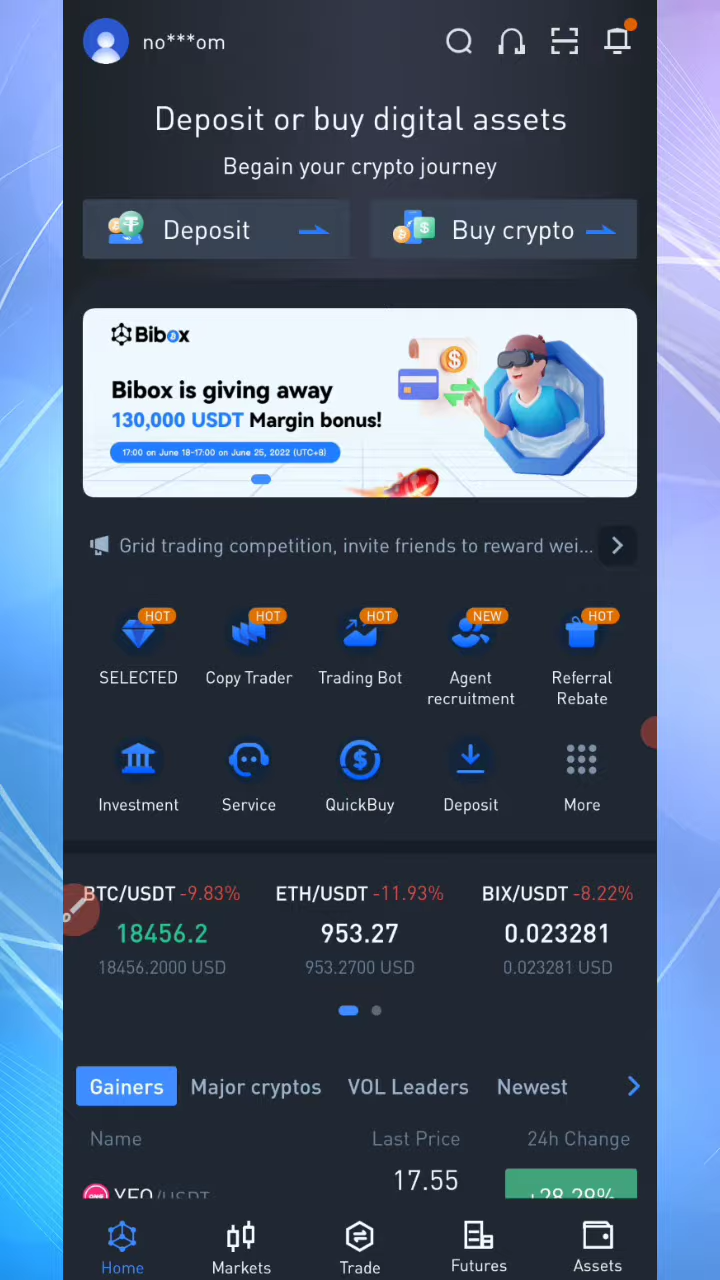 no***om
Deposit or buy digital assets
Begain your crypto journey
Deposit
Buy crypto
Bibox
Bibox is giving away
130,000 USDT Margin bonus!
17:00 on June 18-17:00 on June 25, 2022 (UTC+8)
Grid trading competition, invite friends to reward wei...
HOT HOT HOT NEW HOT
SELECTED Copy Trader Trading Bot Agent recruitment Referral Rebate
Investment Service QuickBuy Deposit More
BTC/USDT -9.83% ETH/USDT -11.93% BIX/USDT -8.22%
18456.2 953.27 0.023281
18456.2000 USD 953.2700 USD 0.023281 USD
Gainers Major cryptos VOL Leaders Newest
Name Last Price 24h Change
17.55
/USDT +28.29%
Home Markets Trade Futures Assets